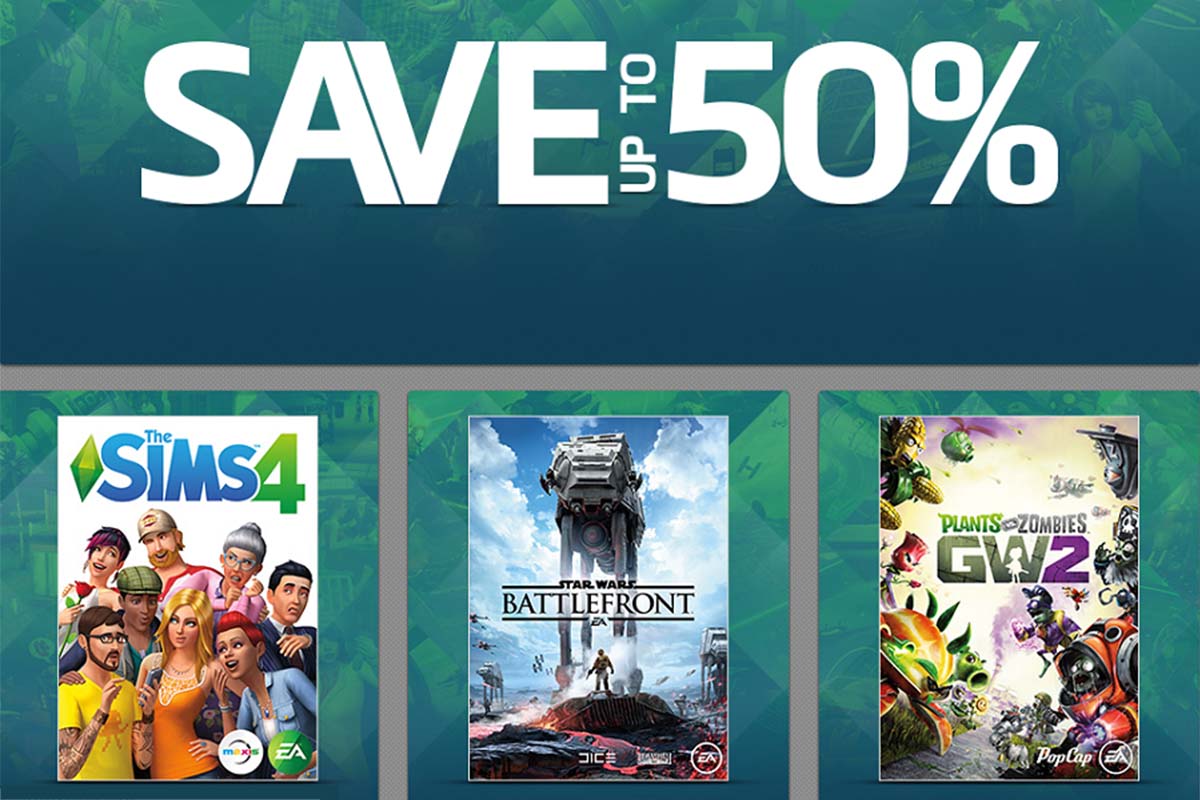 SAVE UP TO 50%
The
SIMS 4
maxis
EA
STAR WARS
BATTLEFRONT
EA
DICE
EA
PLANTS VS ZOMBIES
GW2
PopCap
EA